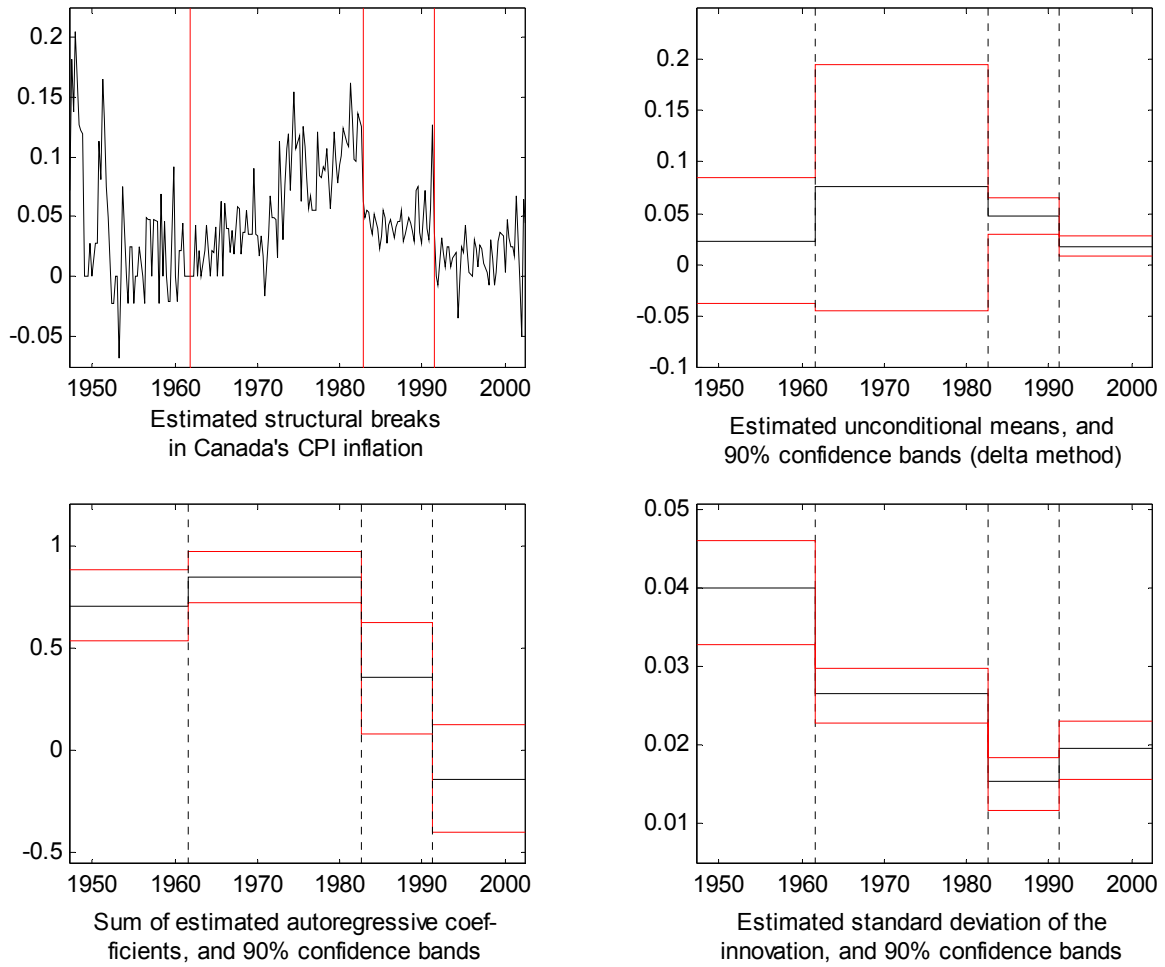 0.2
0.15
0.1
0.05
0
-0.05
1950 1960 1970 1980 1990 2000
Estimated structural breaks
in Canada's CPI inflation
0.2
0.15
0.1
0.05
0
-0.05
-0.1
1950 1960 1970 1980 1990 2000
Estimated unconditional means, and
90% confidence bands (delta method)
1
0.5
0
-0.5
1950 1960 1970 1980 1990 2000
Sum of estimated autoregressive coef-
ficients, and 90% confidence bands
0.05
0.04
0.03
0.02
0.01
1950 1960 1970 1980 1990 2000
Estimated standard deviation of the
innovation, and 90% confidence bands